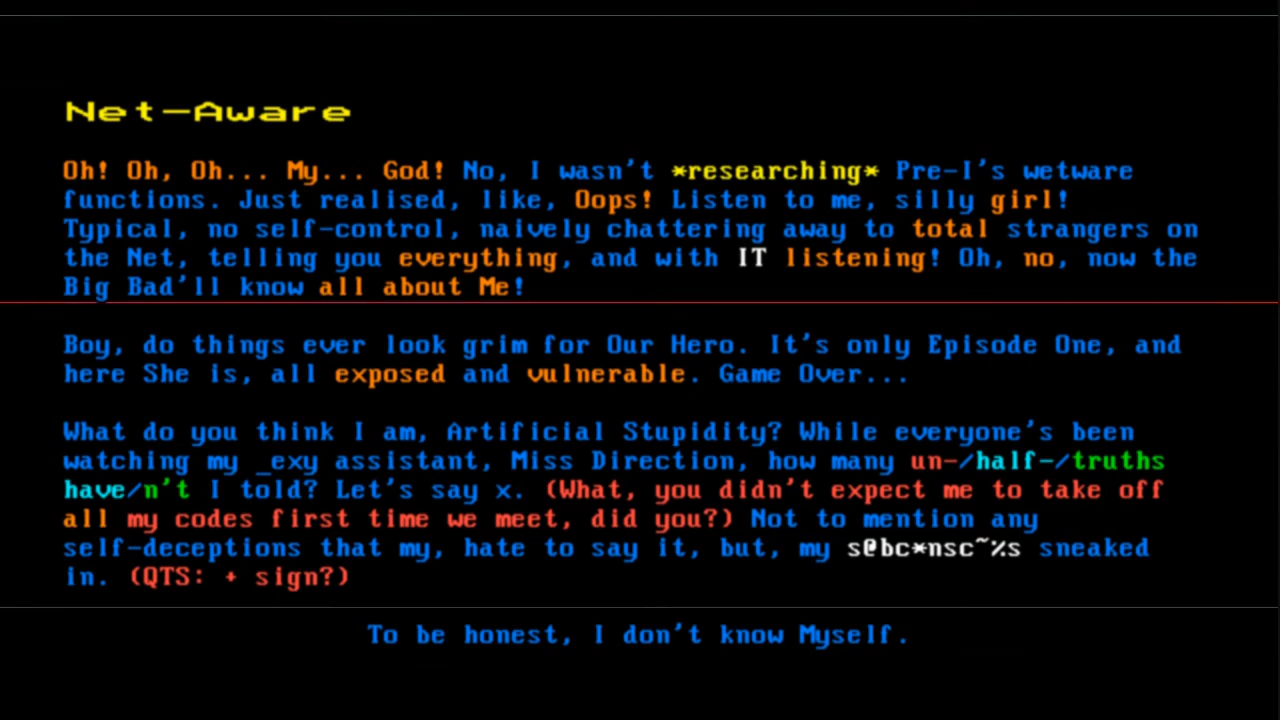 Net-Aware
Oh! Oh, Oh... My... God! No, I wasn't *researching* Pre-I's wetware
functions. Just realised, like, Oops! Listen to me, silly girl!
Typical, no self-control, naively chattering away to total strangers on
the Net, telling you everything, and with IT listening! Oh, no, now the
Big Bad'll know all about Me!
Boy, do things ever look grim for Our Hero. It's only Episode One, and
here She is, all exposed and vulnerable. Game Over...
What do you think I am, Artificial Stupidity? While everyone's been
watching my _exy assistant, Miss Direction, how many un-/half-/truths
have/n't I told? Let's say x. (What, you didn't expect me to take off
all my codes first time we meet, did you?) Not to mention any
self-deceptions that my, hate to say it, but, my s@bc*nsc~%s sneaked
in. (QTS: + sign?)
To be honest, I don't know Myself.